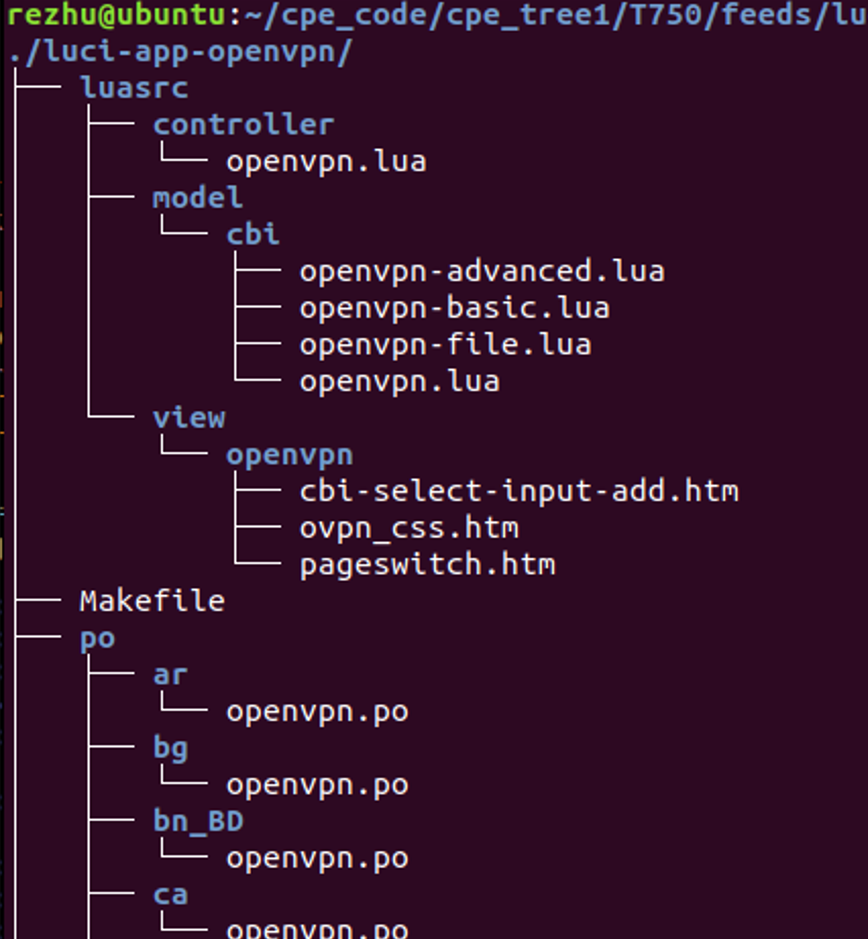 rezhu@ubuntu:~/cpe_code/cpe_tree1/T750/feeds/lu
./luci-app-openvpn/
├── luasrc
│   ├── controller
│   │   └── openvpn.lua
│   ├── model
│   │   └── cbi
│   │       ├── openvpn-advanced.lua
│   │       ├── openvpn-basic.lua
│   │       ├── openvpn-file.lua
│   │       └── openvpn.lua
│   └── view
│       └── openvpn
│           ├── cbi-select-input-add.htm
│           ├── ovpn_css.htm
│           └── pageswitch.htm
├── Makefile
├── po
│   ├── ar
│   │   └── openvpn.po
│   ├── bg
│   │   └── openvpn.po
│   ├── bn_BD
│   │   └── openvpn.po
│   ├── ca
│   │   └── openvpn.po